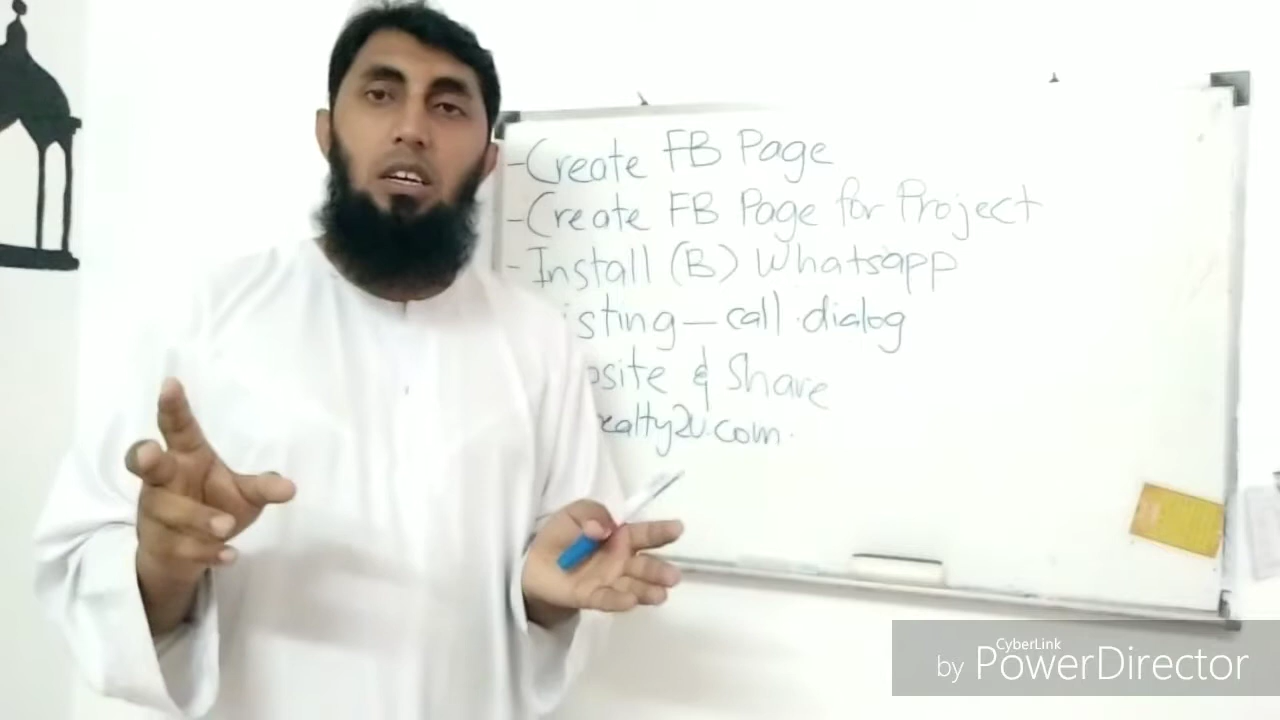 - Create FB Page
- Create FB Page for Project
- Install (B) Whatsapp
isting - call dialog
osite & Share
ealty2u.com.
CyberLink
by PowerDirector